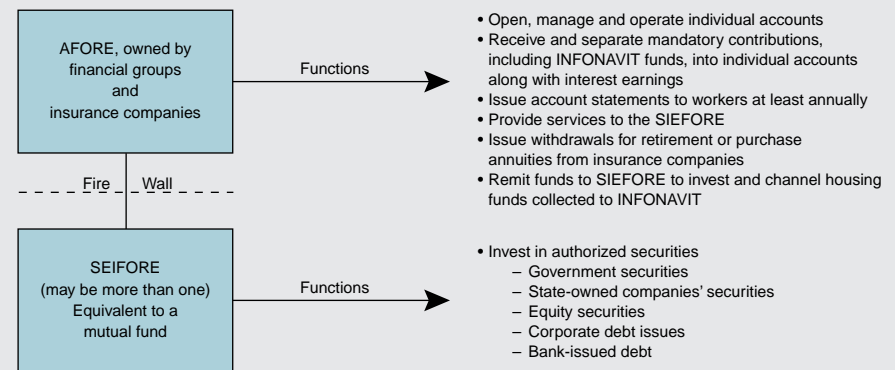 AFORE, owned by
financial groups
and
insurance companies
Functions
• Open, manage and operate individual accounts
• Receive and separate mandatory contributions,
including INFONAVIT funds, into individual accounts
along with interest earnings
• Issue account statements to workers at least annually
• Provide services to the SIEFORE
• Issue withdrawals for retirement or purchase
annuities from insurance companies
• Remit funds to SIEFORE to invest and channel housing
funds collected to INFONAVIT
Fire Wall
SEIFORE
(may be more than one)
Equivalent to a
mutual fund
Functions
• Invest in authorized securities
– Government securities
– State-owned companies' securities
– Equity securities
– Corporate debt issues
– Bank-issued debt